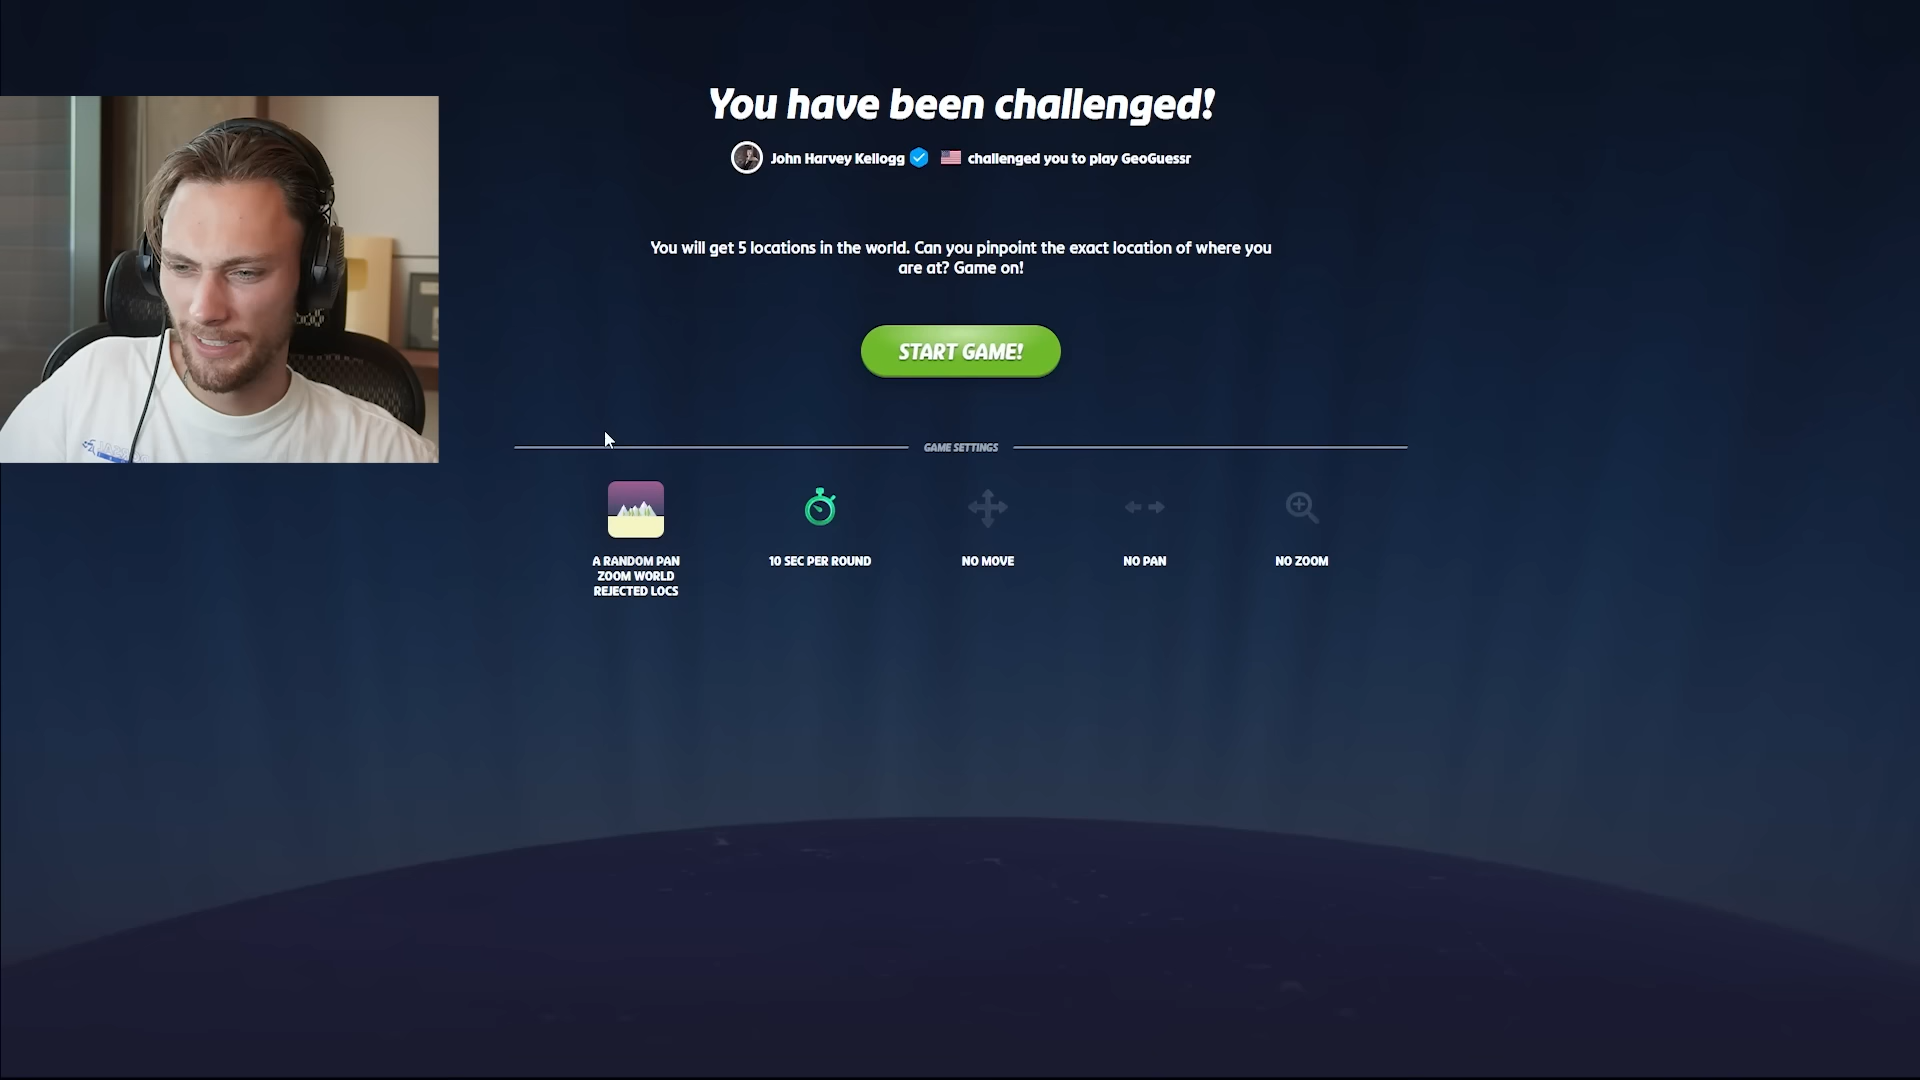 You have been challenged!
John Harvey Kellogg challenged you to play GeoGuessr
You will get 5 locations in the world. Can you pinpoint the exact location of where you
are at? Game on!
START GAME!
GAME SETTINGS
A RANDOM PAN
ZOOM WORLD
REJECTED LOCS
10 SEC PER ROUND
NO MOVE
NO PAN
NO ZOOM